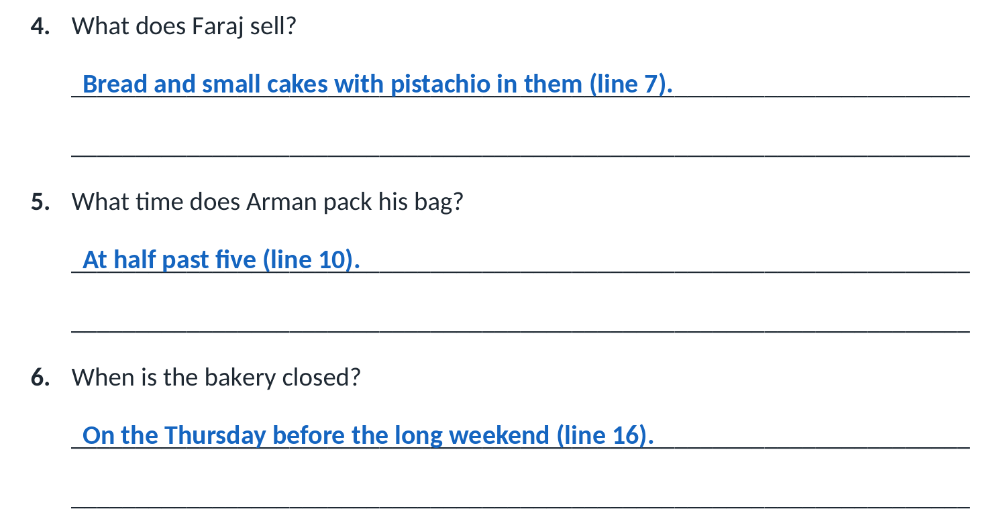 4. What does Faraj sell?
Bread and small cakes with pistachio in them (line 7).
5. What time does Arman pack his bag?
At half past five (line 10).
6. When is the bakery closed?
On the Thursday before the long weekend (line 16).